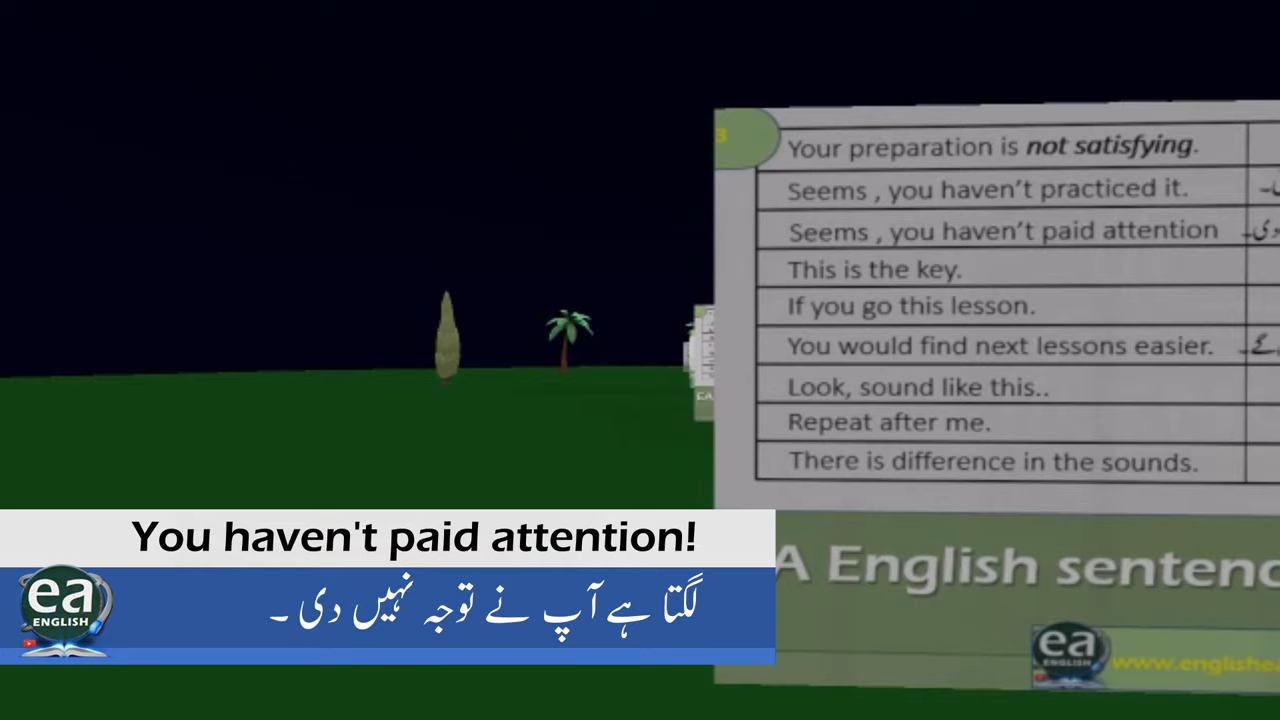 3
Your preparation is not satisfying.
Seems , you haven't practiced it.
Seems , you haven't paid attention
This is the key.
If you go this lesson.
You would find next lessons easier.
Look, sound like this..
Repeat after me.
There is difference in the sounds.
A English sentenc
ea
ENGLISH
www.englishea
You haven't paid attention!
لگتا ہے آپ نے توجہ نہیں دی ۔
ea
ENGLISH